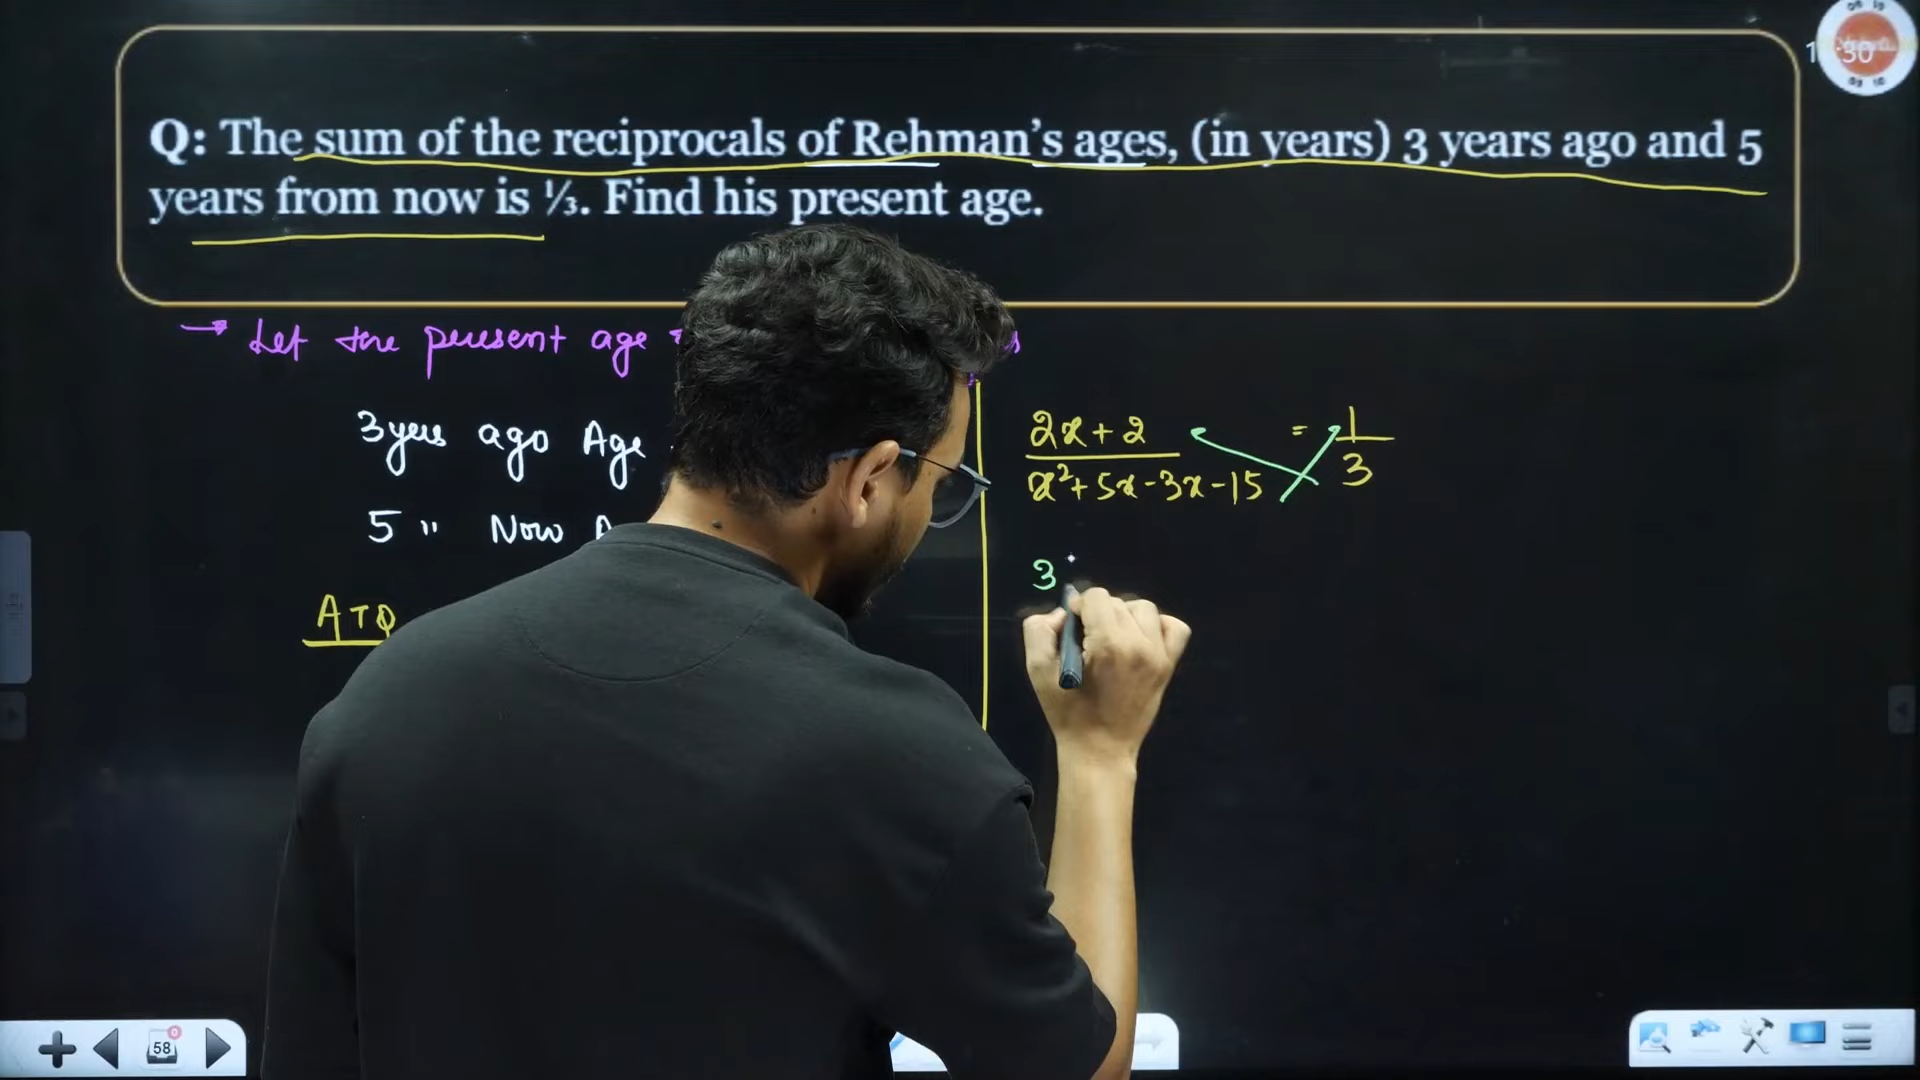 Q: The sum of the reciprocals of Rehman's ages, (in years) 3 years ago and 5
years from now is ⅓. Find his present age.
→ Let the present age
3 yers ago Age
5 " Now A
ATQ
2x+2 = 1
x²+5x-3x-15 3
3
58
0